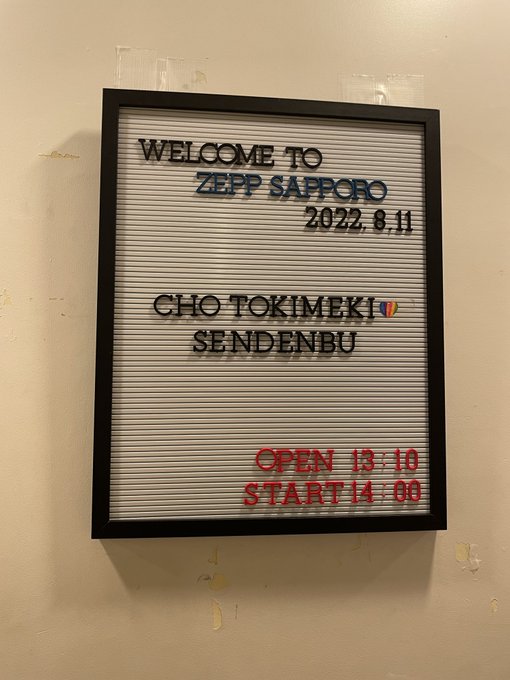 WELCOME TO
ZEPP SAPPORO
2022.8.11
CHO TOKIMEKI
SENDENBU
OPEN 13:10
START 14:00